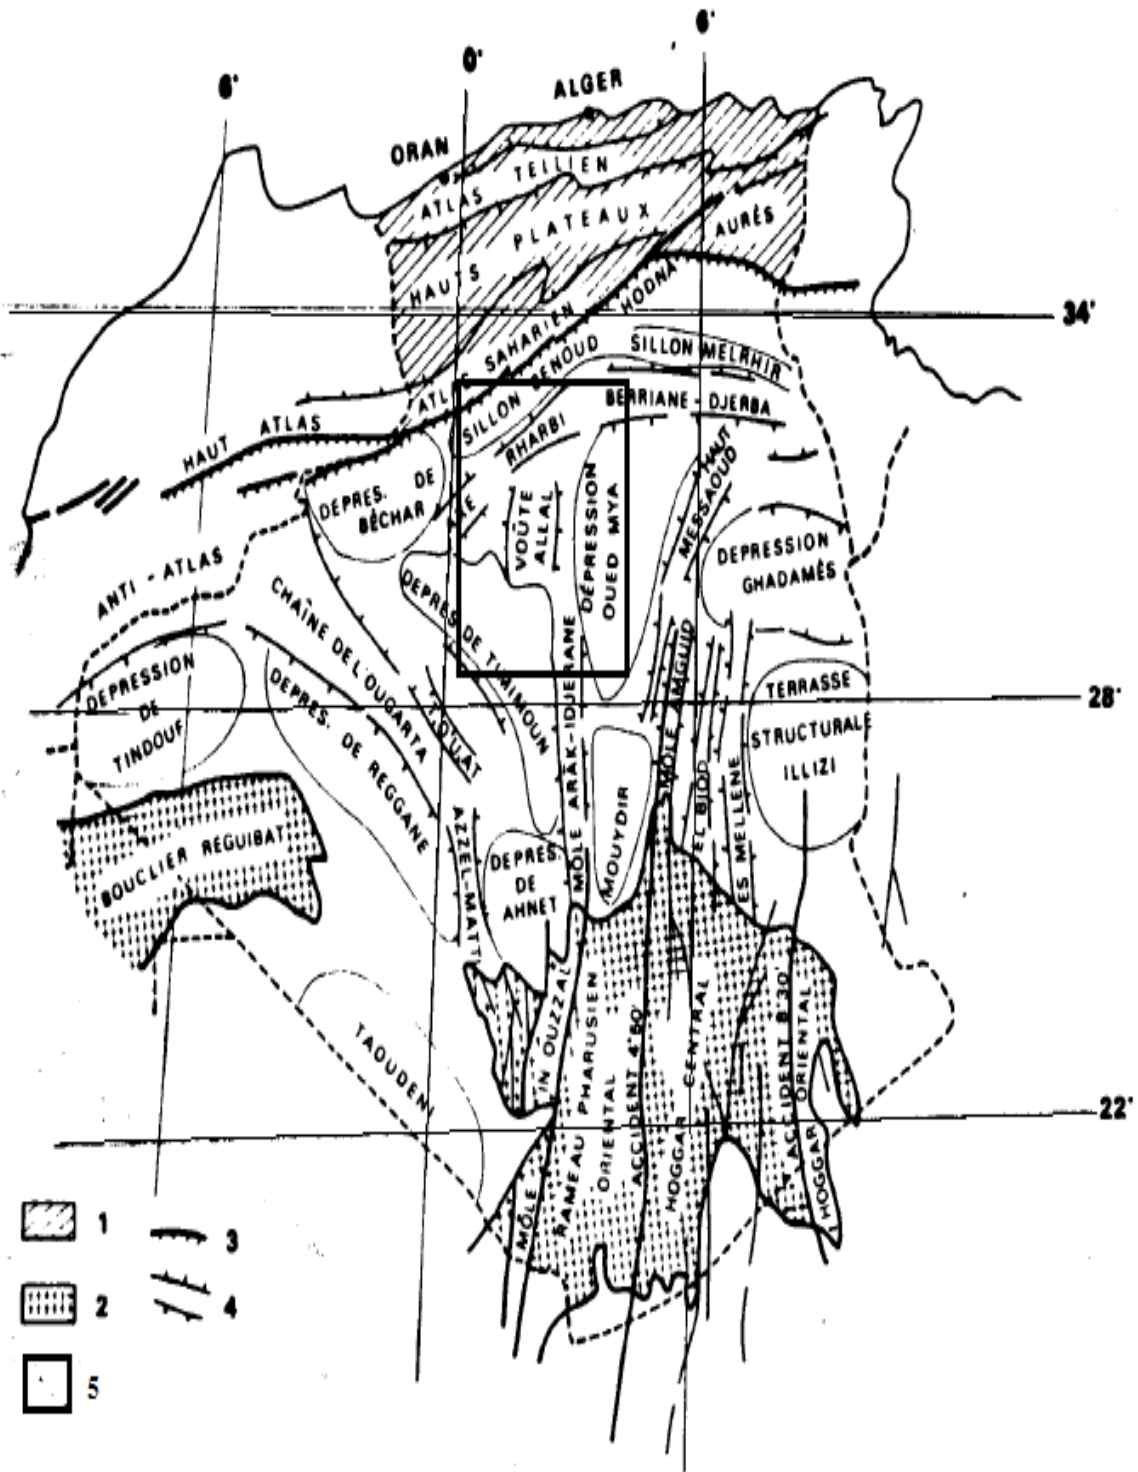 6°
0°
6°
ALGER
ORAN
ATLAS TELLIEN
HAUTS PLATEAUX
AURÈS
34°
HODNA
ATLAS SAHARIEN
SILLON BENOUD
SILLON MELRHIR
BERRIANE - DJERBA
HAUT ATLAS
RHARBI
DÉPRES. DE
BÉCHAR
VOÛTE
ALLAL
DÉPRESSION
OUED MYA
HAUT
MESSAOUD
DEPRESSION
GHADAMÈS
ANTI - ATLAS
CHAÎNE DE L'OUGARTA
DEPRES. DE TIMIMOUN
DEPRESSION
DE
TINDOUF
DEPRES. DE REGGANE
TOUAT
MOLE ARAK-IDJERANE
MOLE AMGUID
EL BIOD
ES MELLENE
TERRASSE
STRUCTURALE
ILLIZI
28°
BOUCLIER REGUIBAT
AZZEL-MATTI
DEPRES.
DE
AHNET
MOUYDIR
TAOUDENI
MÔLE IN OUZZAL
RAMEAU PHARUSIEN
ORIENTAL
ACCIDENT 4°50'
HOGGAR CENTRAL
ACCIDENT 8°30'
HOGGAR ORIENTAL
22°
1
3
2
4
5